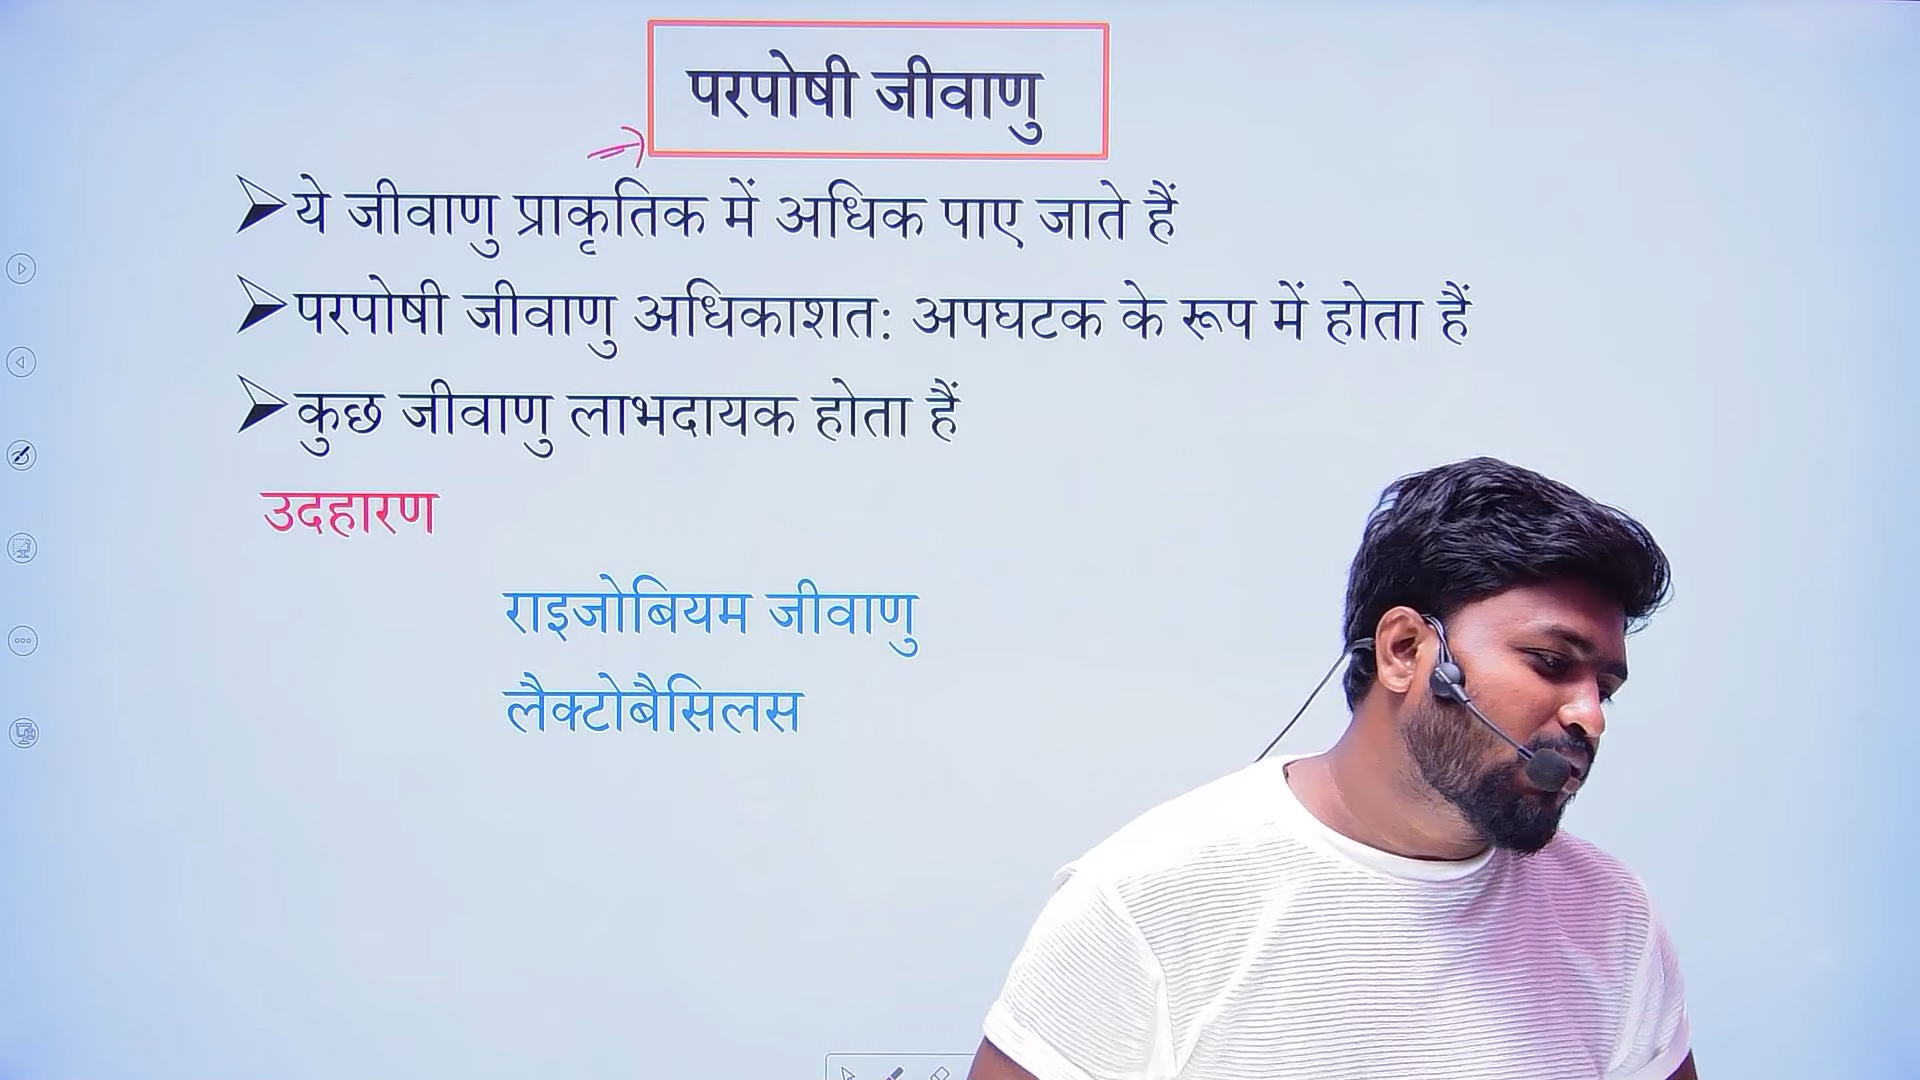 परपोषी जीवाणु
ये जीवाणु प्राकृतिक में अधिक पाए जाते हैं
परपोषी जीवाणु अधिकाशत: अपघटक के रूप में होता हैं
कुछ जीवाणु लाभदायक होता हैं
उदहारण
राइजोबियम जीवाणु
लैक्टोबैसिलस